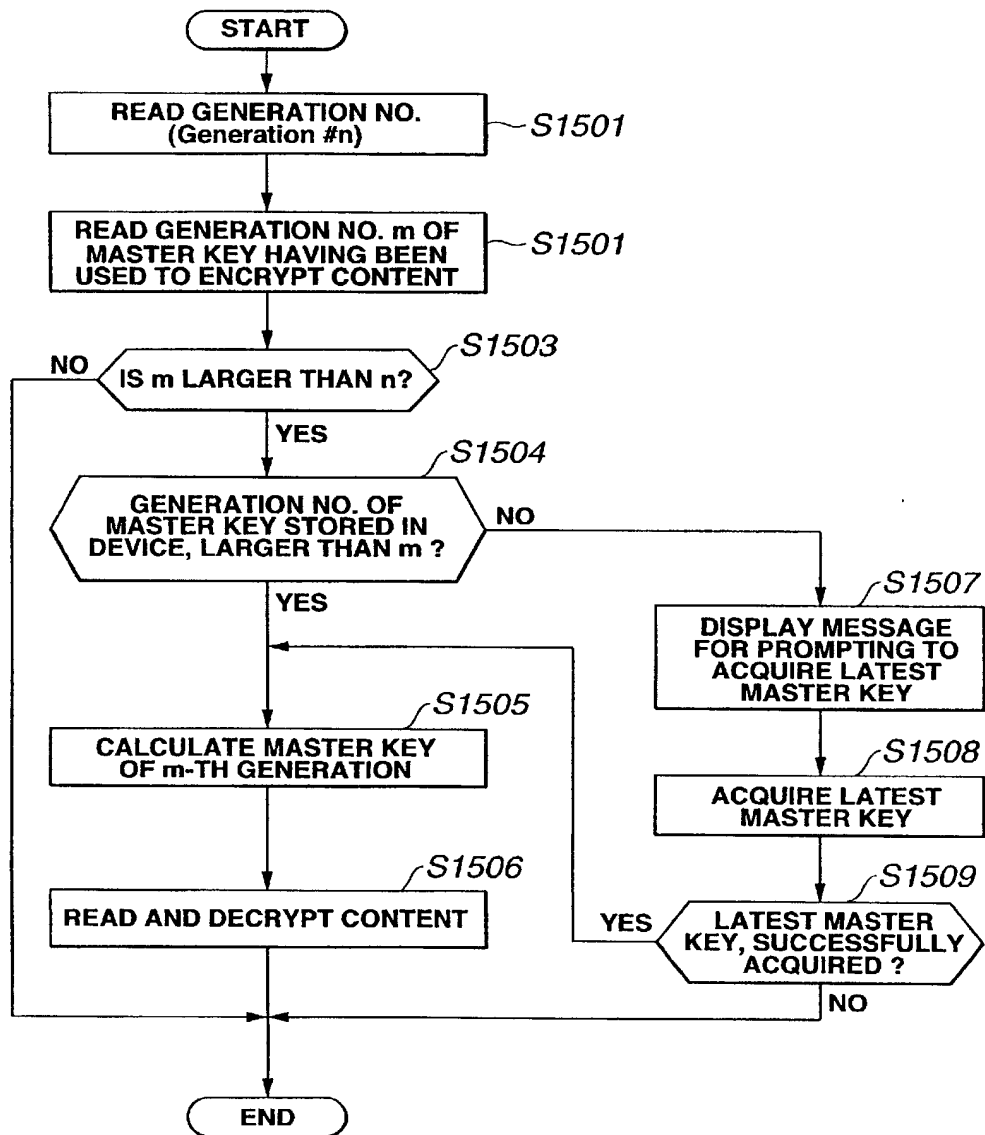 START
READ GENERATION NO.
(Generation #n)
S1501
READ GENERATION NO. m OF
MASTER KEY HAVING BEEN
USED TO ENCRYPT CONTENT
S1501
S1503
NO
IS m LARGER THAN n?
YES
S1504
GENERATION NO. OF
MASTER KEY STORED IN
DEVICE, LARGER THAN m ?
NO
YES
S1507
DISPLAY MESSAGE
FOR PROMPTING TO
ACQUIRE LATEST
MASTER KEY
S1505
CALCULATE MASTER KEY
OF m-TH GENERATION
S1508
ACQUIRE LATEST
MASTER KEY
S1506
READ AND DECRYPT CONTENT
S1509
YES
LATEST MASTER
KEY, SUCCESSFULLY
ACQUIRED ?
NO
END